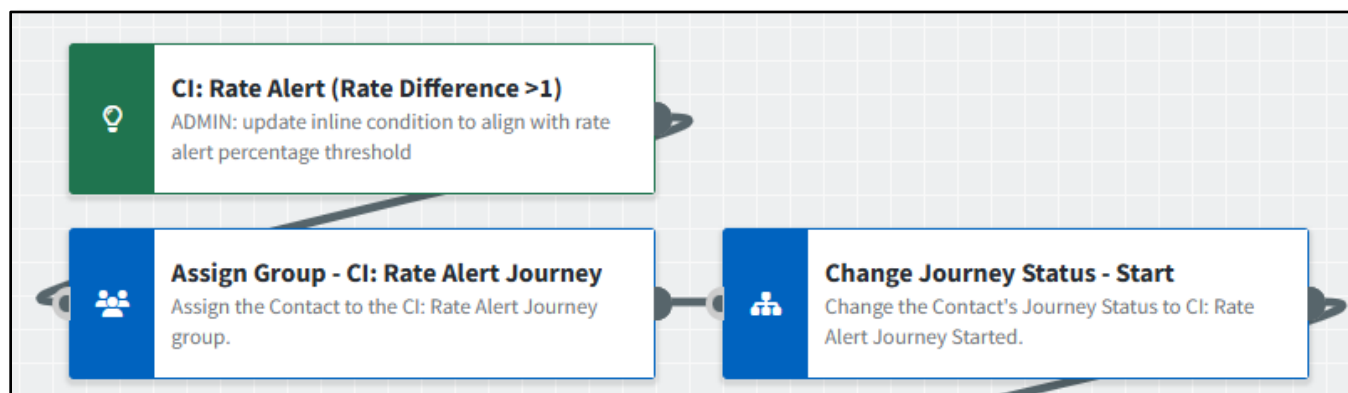 CI: Rate Alert (Rate Difference >1)
ADMIN: update inline condition to align with rate
alert percentage threshold
Assign Group - CI: Rate Alert Journey
Assign the Contact to the CI: Rate Alert Journey
group.
Change Journey Status - Start
Change the Contact's Journey Status to CI: Rate
Alert Journey Started.